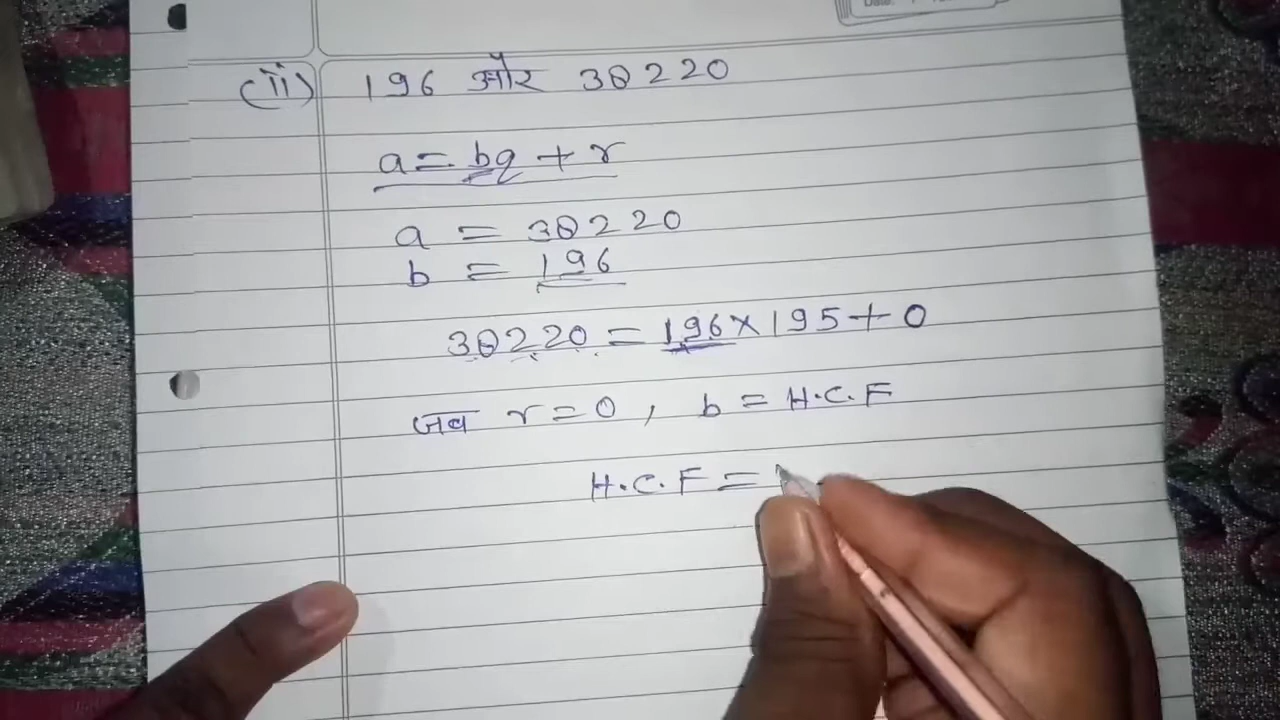 (ii) 196 और 38220
a = bq + r
a = 38220
b = 196
38220 = 196 × 195 + 0
जब r = 0, b = H.C.F
H.C.F =